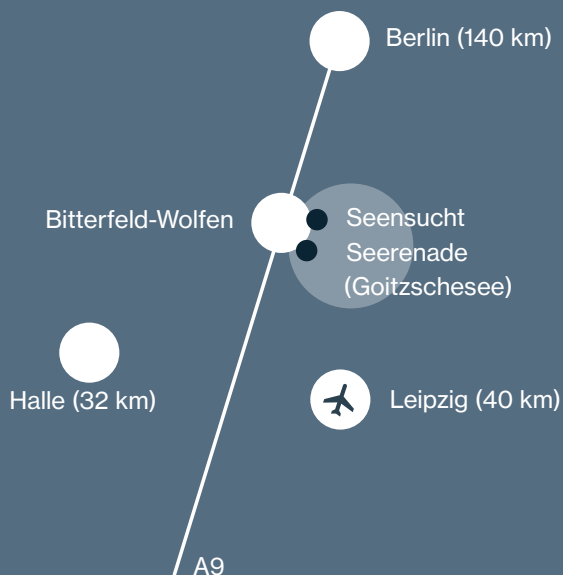 Berlin (140 km)
Bitterfeld-Wolfen
Seensucht
Seerenade
(Goitzschesee)
Halle (32 km)
Leipzig (40 km)
A9